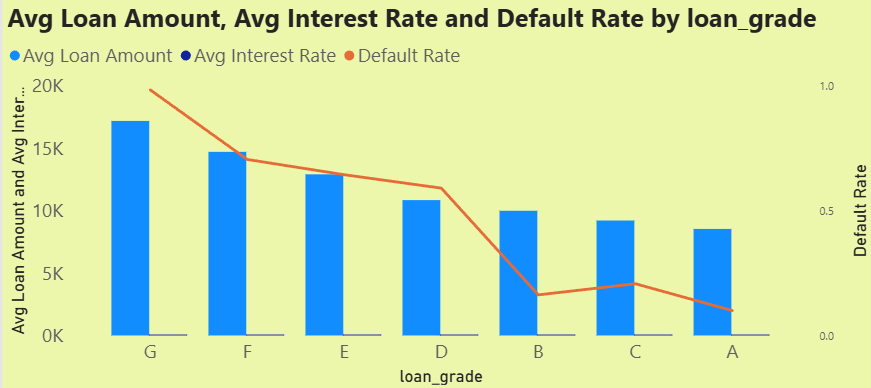 Avg Loan Amount, Avg Interest Rate and Default Rate by loan_grade
Avg Loan Amount Avg Interest Rate Default Rate
Avg Loan Amount and Avg Inter...
20K
15K
10K
5K
0K
1.0
0.5
0.0
Default Rate
G F E D B C A
loan_grade